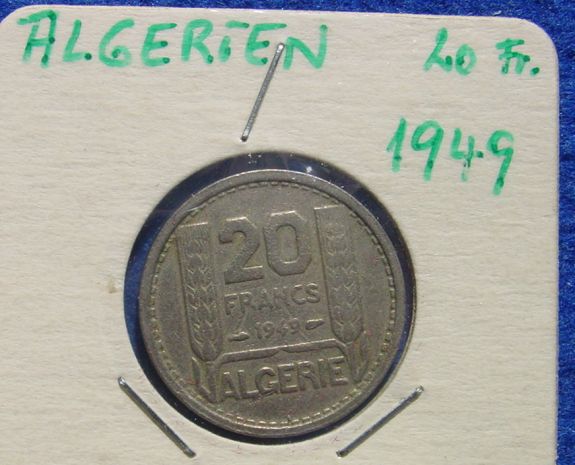 ALGERIEN 20 Fr.
1949
20
FRANCS
1949
ALGERIE